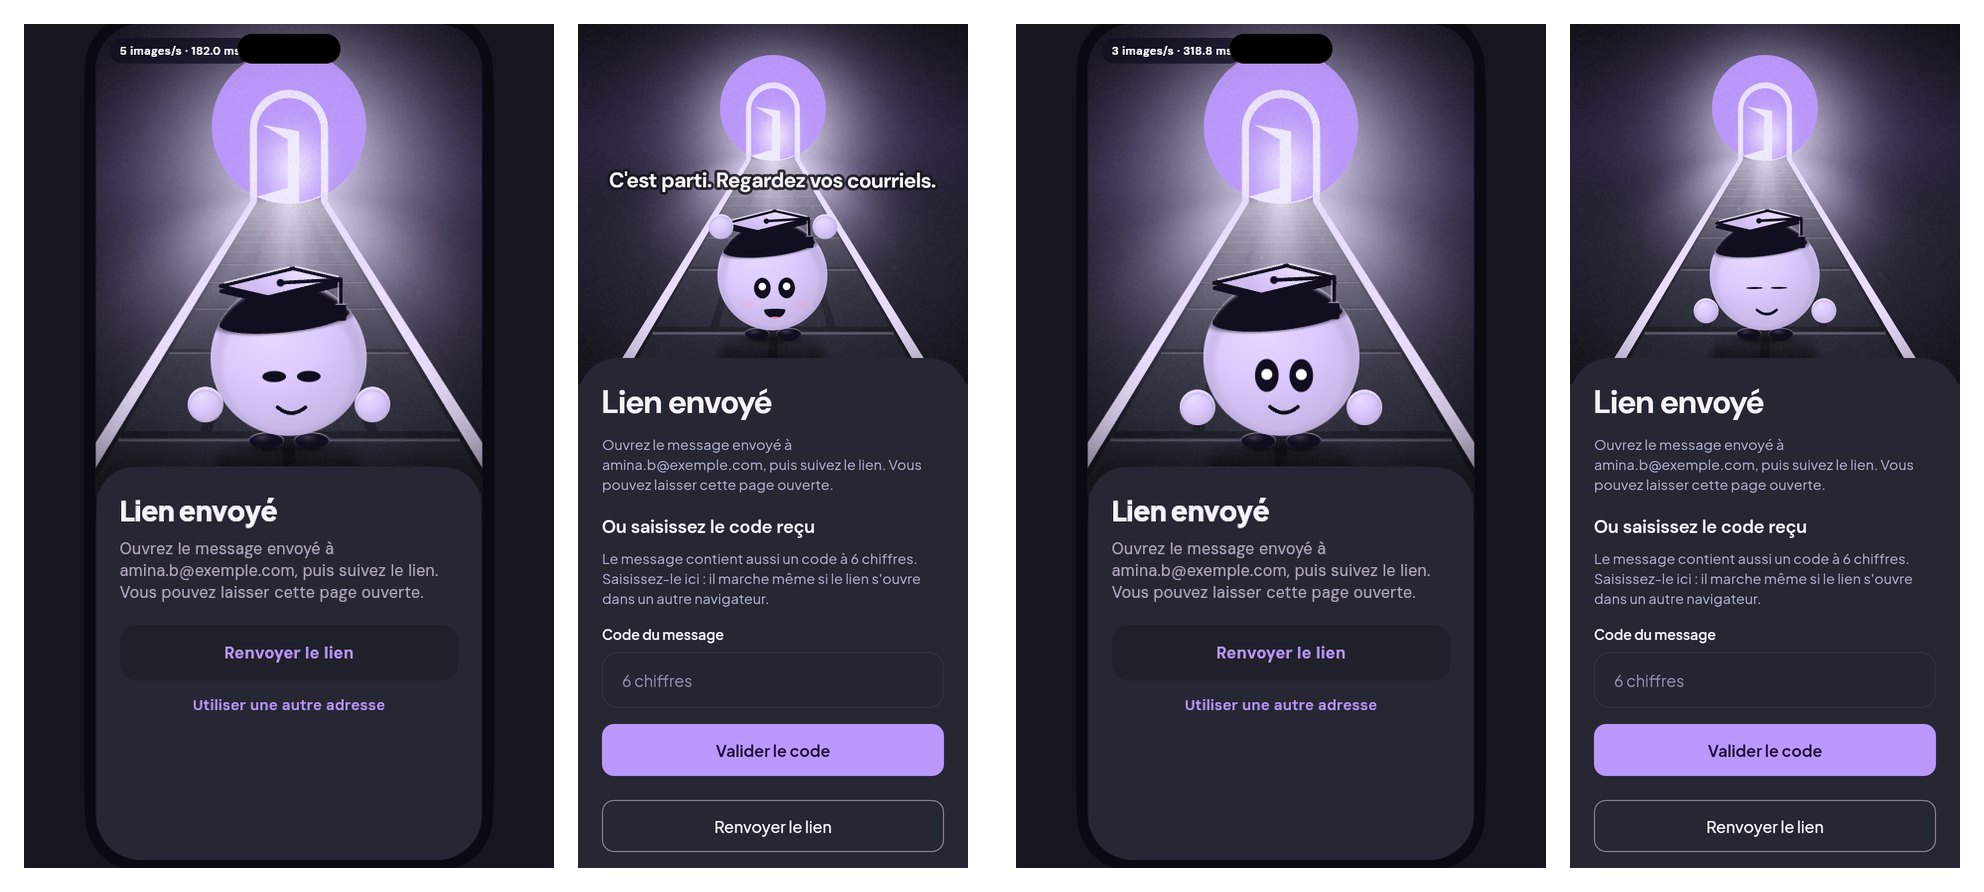 5 images/s · 182.0 ms
Lien envoyé
Ouvrez le message envoyé à
amina.b@exemple.com, puis suivez le lien.
Vous pouvez laisser cette page ouverte.
Renvoyer le lien
Utiliser une autre adresse
C'est parti. Regardez vos courriels.
Lien envoyé
Ouvrez le message envoyé à
amina.b@exemple.com, puis suivez le lien. Vous
pouvez laisser cette page ouverte.
Ou saisissez le code reçu
Le message contient aussi un code à 6 chiffres.
Saisissez-le ici : il marche même si le lien s'ouvre
dans un autre navigateur.
Code du message
6 chiffres
Valider le code
Renvoyer le lien
3 images/s · 318.8 ms
Lien envoyé
Ouvrez le message envoyé à
amina.b@exemple.com, puis suivez le lien.
Vous pouvez laisser cette page ouverte.
Renvoyer le lien
Utiliser une autre adresse
Lien envoyé
Ouvrez le message envoyé à
amina.b@exemple.com, puis suivez le lien. Vous
pouvez laisser cette page ouverte.
Ou saisissez le code reçu
Le message contient aussi un code à 6 chiffres.
Saisissez-le ici : il marche même si le lien s'ouvre
dans un autre navigateur.
Code du message
6 chiffres
Valider le code
Renvoyer le lien